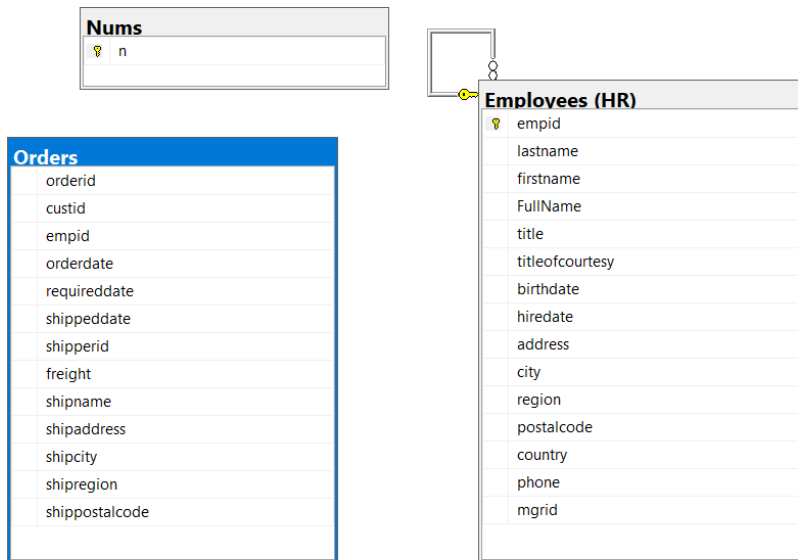 Nums
n
Orders
orderid
custid
empid
orderdate
requireddate
shippeddate
shipperid
freight
shipname
shipaddress
shipcity
shipregion
shippostalcode
Employees (HR)
empid
lastname
firstname
FullName
title
titleofcourtesy
birthdate
hiredate
address
city
region
postalcode
country
phone
mgrid